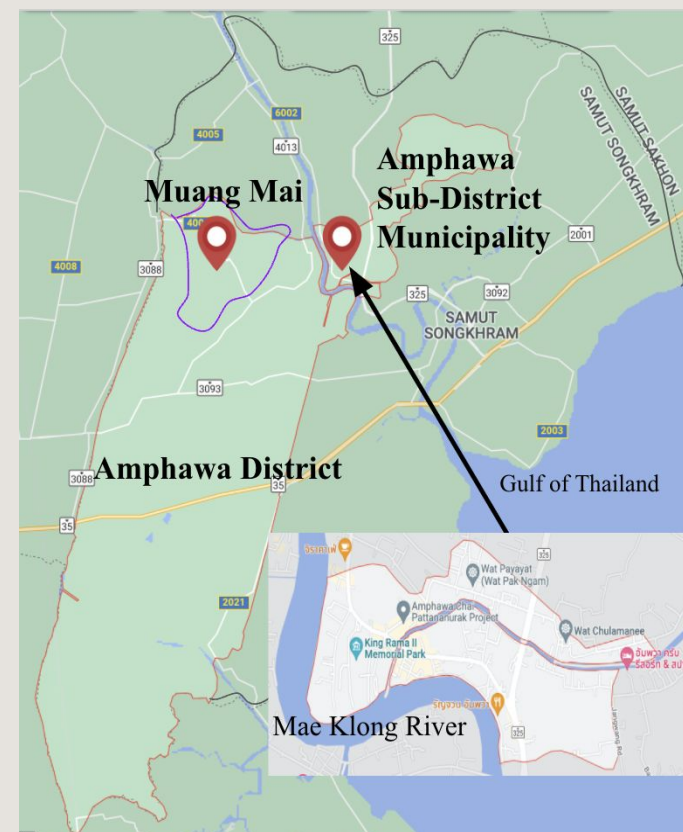 325
6002
4005
4013
Amphawa
Sub-District
Municipality
Muang Mai
SAMUT SAKHON
SAMUT SONGKHRAM
2001
4008
3088
325
3092
SAMUT
SONGKHRAM
3093
2003
Amphawa District
3088
35
Gulf of Thailand
35
2021
325
Wat Payayat
(Wat Pak Ngam)
Amphawa Chai
Pattananurak Project
Wat Chulamanee
King Rama II
Memorial Park
Mae Klong River
325